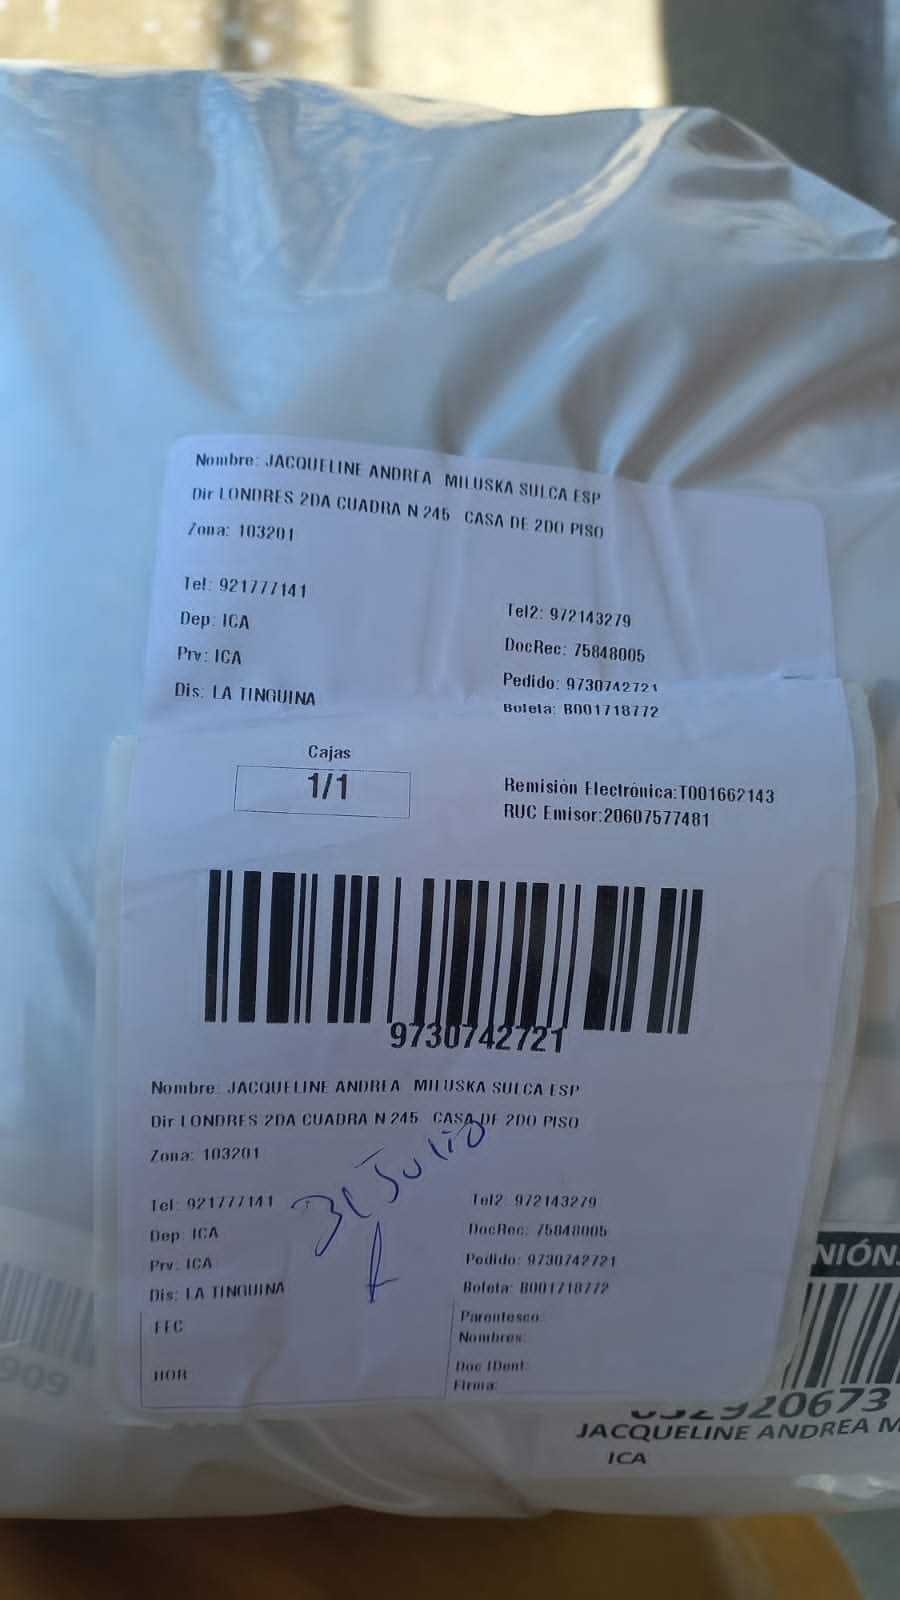 Nombre: JACQUELINE ANDREA MILUSKA SULCA ESP
Dir LONDRES 2DA CUADRA N 245 CASA DE 2DO PISO
Zona: 103201
Tel: 921777141
Tel2: 972143279
Dep: ICA
DocRec: 75848005
Prv: ICA
Pedido: 9730742721
Dis: LA TINGUINA
Boleta: B001718772
Cajas
1/1
Remisión Electrónica:T001662143
RUC Emisor:20607577481
9730742721
Nombre: JACQUELINE ANDREA MILUSKA SULCA ESP
Dir LONDRES 2DA CUADRA N 245 CASA DE 2DO PISO
Zona: 103201
31 Julio
Tel: 921777141
Tel2: 972143279
Dep: ICA
DocRec: 75848005
Prv: ICA
Pedido: 9730742721
Dis: LA TINGUINA
Boleta: B001718772
FEC
Parentesco:
Nombres:
HOR
Doc IDent:
Firma:
NIÓN
909
920673
JACQUELINE ANDREA M
ICA